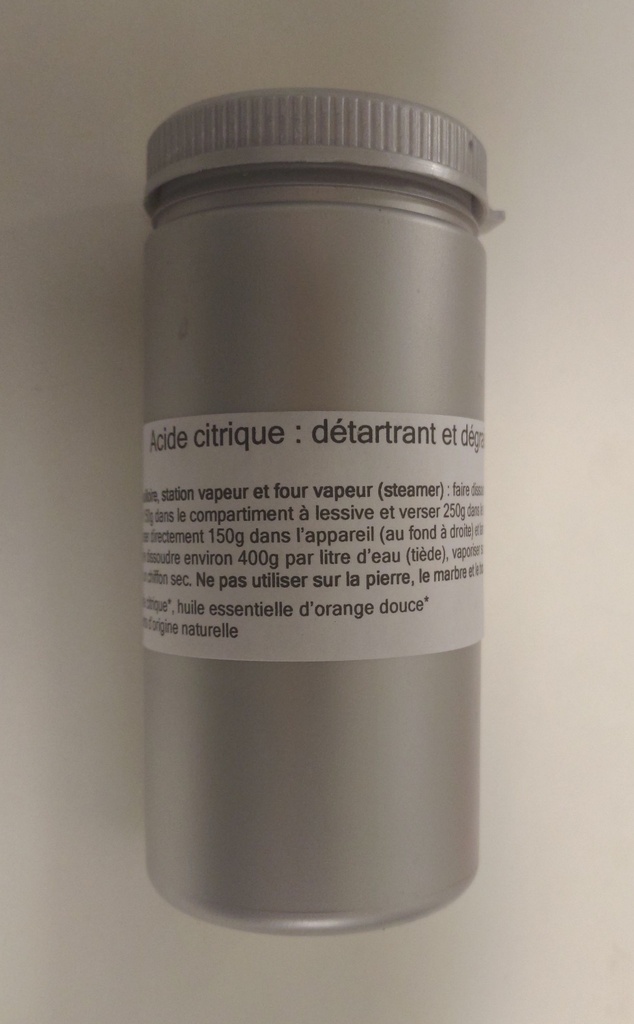 Acide citrique : détartrant et dégra
station vapeur et four vapeur (steamer) : faire disso
150g dans le compartiment à lessive et verser 250g dans
directement 150g dans l'appareil (au fond à droite) et
dissoudre environ 400g par litre d'eau (tiède), vaporiser
chiffon sec. Ne pas utiliser sur la pierre, le marbre et le
citrique*, huile essentielle d'orange douce*
d'origine naturelle